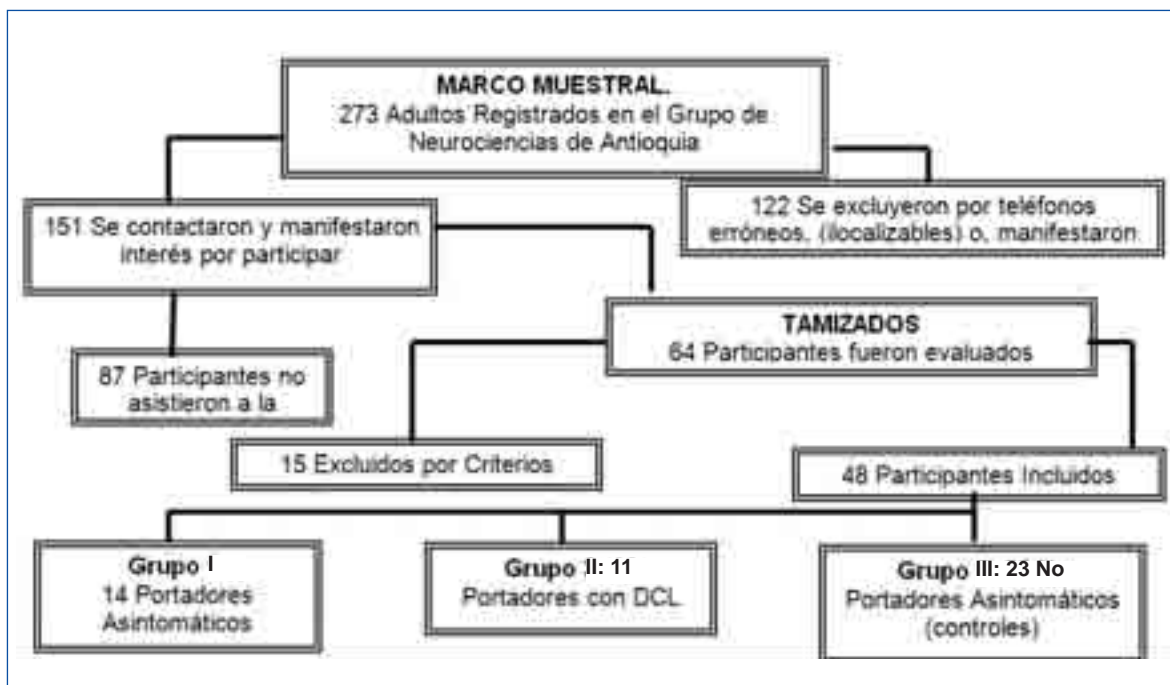 MARCO MUESTRAL.
273 Adultos Registrados en el Grupo de
Neurociencias de Antioquia
151 Se contactaron y manifestaron
interés por participar
122 Se excluyeron por teléfonos
erróneos, (ilocalizables) o, manifestaron
TAMIZADOS
64 Participantes fueron evaluados
87 Participantes no
asistieron a la
15 Excluidos por Criterios
48 Participantes Incluidos
Grupo I
14 Portadores
Asintomáticos
Grupo II: 11
Portadores con DCL
Grupo III: 23 No
Portadores Asintomáticos
(controles)